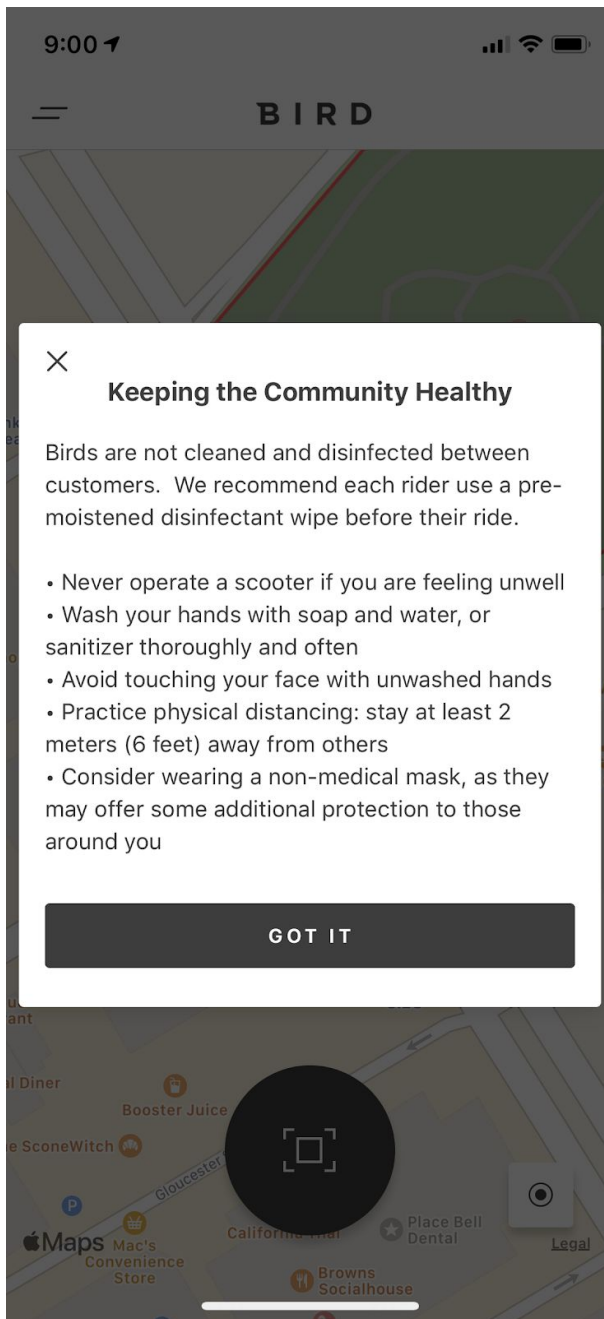 9:00
BIRD
Keeping the Community Healthy
Birds are not cleaned and disinfected between
customers.  We recommend each rider use a pre-
moistened disinfectant wipe before their ride.
• Never operate a scooter if you are feeling unwell
• Wash your hands with soap and water, or
sanitizer thoroughly and often
• Avoid touching your face with unwashed hands
• Practice physical distancing: stay at least 2
meters (6 feet) away from others
• Consider wearing a non-medical mask, as they
may offer some additional protection to those
around you
GOT IT
Diner
Booster Juice
SconeWitch
Gloucester
P
Maps
Mac's
Convenience
Store
California Thai
Place Bell
Dental
Legal
Browns
Socialhouse